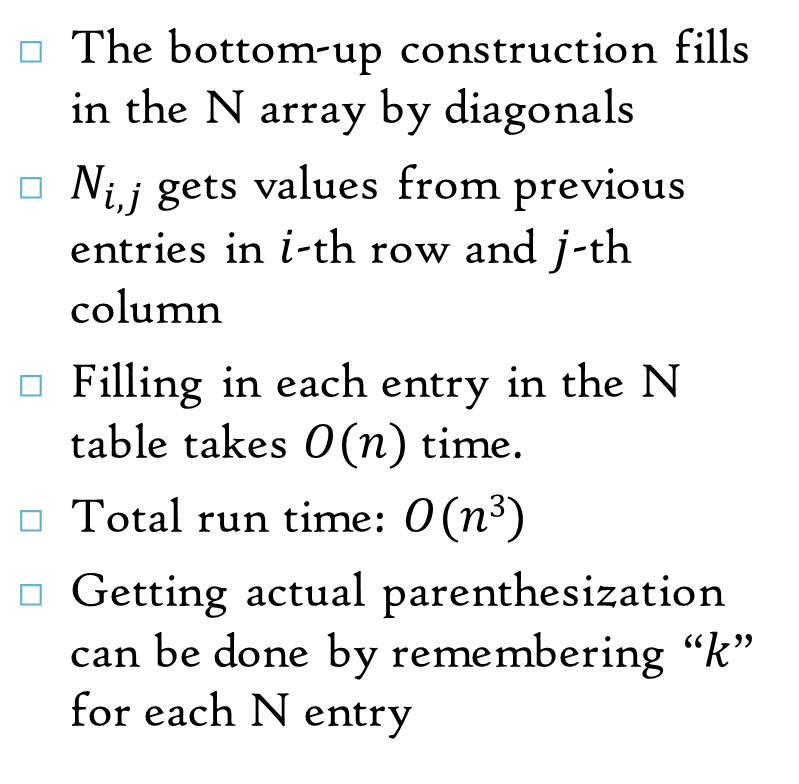 □ The bottom-up construction fills
in the N array by diagonals
□ $N_{i,j}$ gets values from previous
entries in $i$-th row and $j$-th
column
□ Filling in each entry in the N
table takes $O(n)$ time.
□ Total run time: $O(n^3)$
□ Getting actual parenthesization
can be done by remembering “$k$”
for each N entry